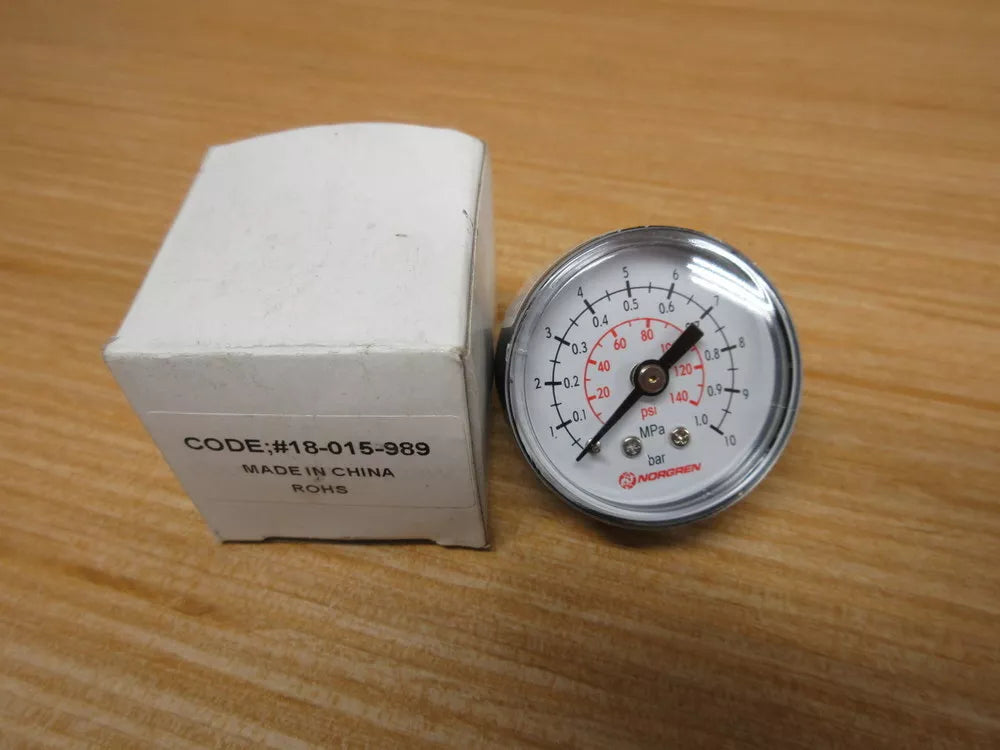 CODE;#18-015-989
MADE IN CHINA
ROHS
1 2 3 4 5 6 7 8 9 10
0.1 0.2 0.3 0.4 0.5 0.6 0.8 0.9 1.0
20 40 60 80 120 140
psi
MPa
bar
NORGREN